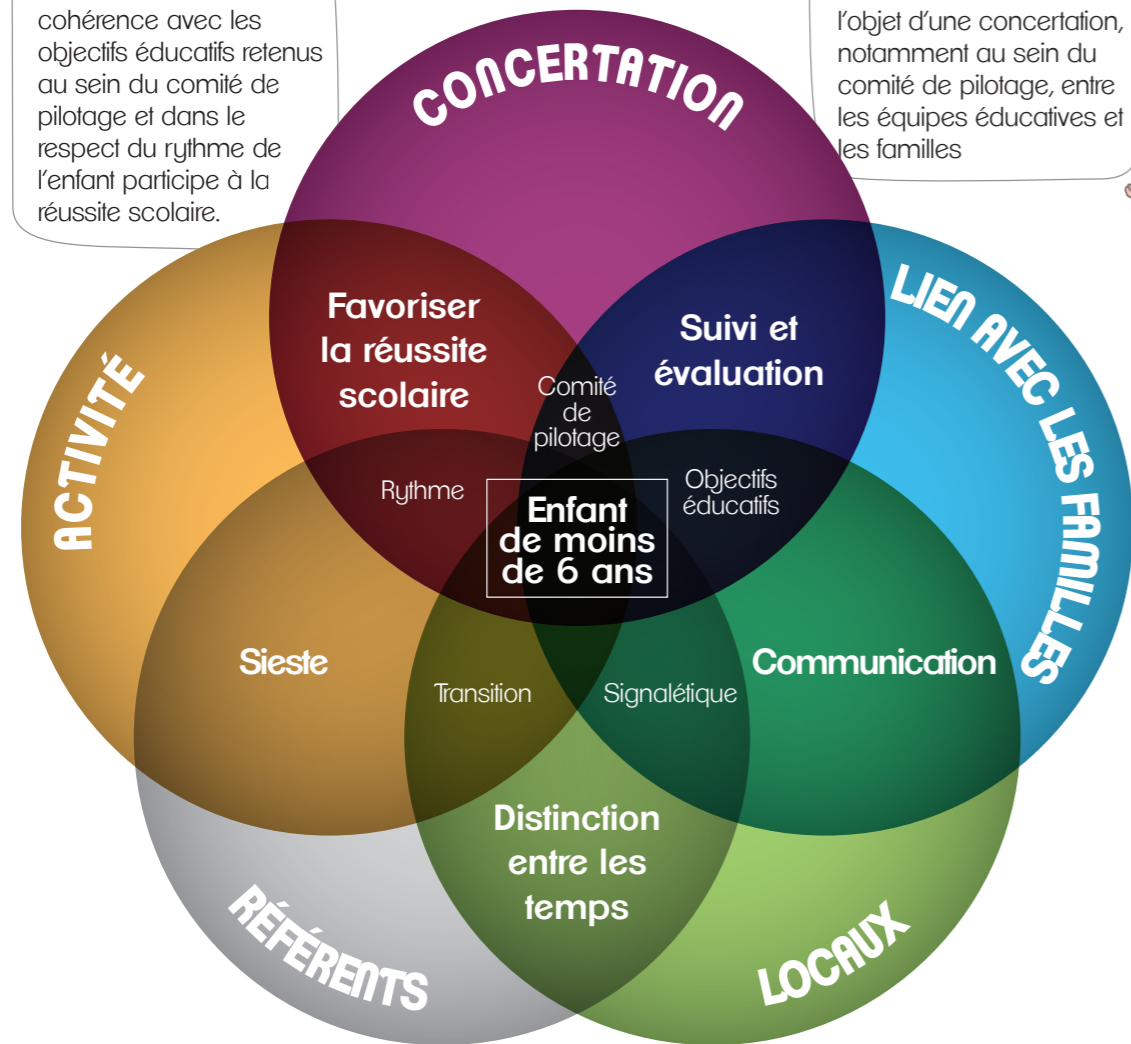 cohérence avec les
objectifs éducatifs retenus
au sein du comité de
pilotage et dans le
respect du rythme de
l'enfant participe à la
réussite scolaire.
l'objet d'une concertation,
notamment au sein du
comité de pilotage, entre
les équipes éducatives et
les familles
CONCERTATION
LIEN AVEC LES FAMILLES
ACTIVITÉ
Favoriser
la réussite
scolaire
Suivi et
évaluation
Comité
de
pilotage
Rythme
Objectifs
éducatifs
Enfant
de moins
de 6 ans
Sieste
Communication
Transition
Signalétique
Distinction
entre les
temps
RÉFÉRENTS
LOCAUX